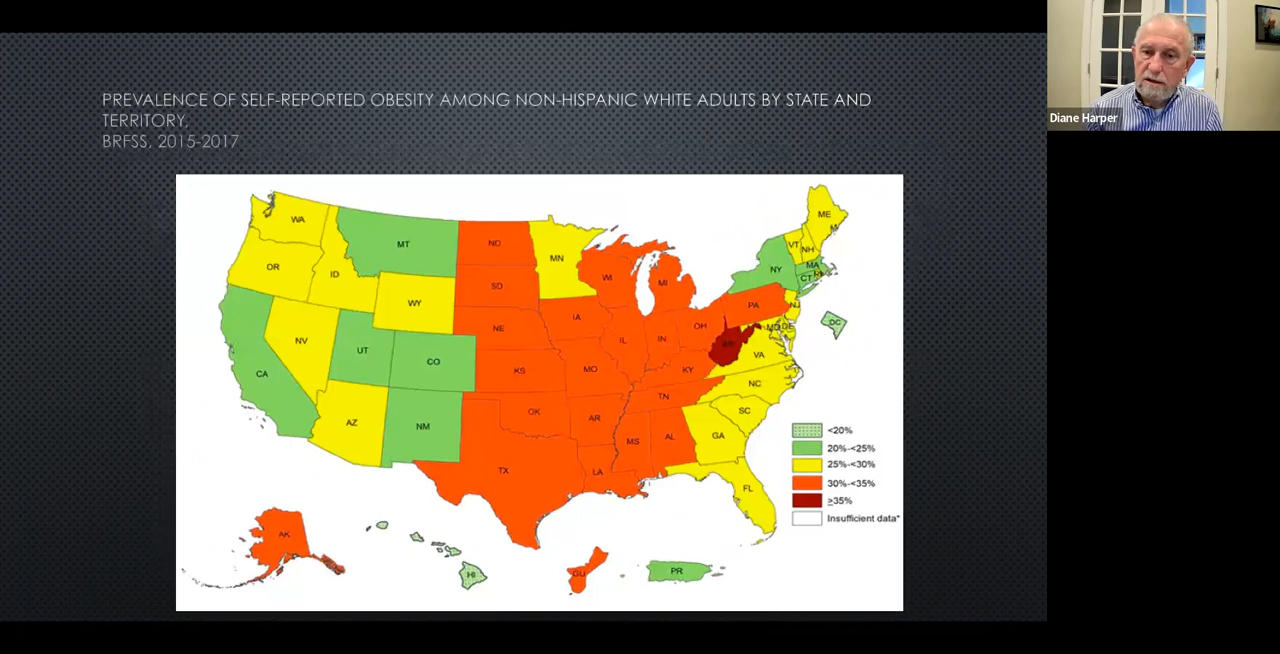 PREVALENCE OF SELF-REPORTED OBESITY AMONG NON-HISPANIC WHITE ADULTS BY STATE AND
TERRITORY,
BRFSS, 2015-2017
Diane Harper
WA
MT
ND
MN
ME
VT
NH
OR
ID
SD
WI
MI
NY
MA
CT
RI
WY
IA
PA
NJ
NE
OH
MD
DE
DC
NV
UT
CO
IL
IN
VA
CA
KS
MO
KY
NC
TN
AZ
NM
OK
AR
SC
MS
AL
GA
TX
LA
FL
AK
HI
GU
PR
<20%
20%-<25%
25%-<30%
30%-<35%
≥35%
Insufficient data*